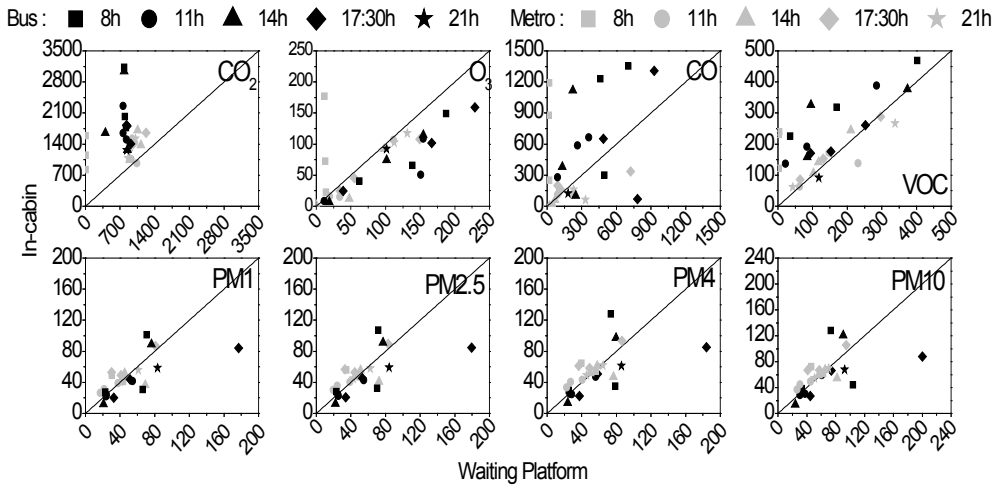 Bus : 8h 11h 14h 17:30h 21h Metro : 8h 11h 14h 17:30h 21h
3500 2800 2100 1400 700 0
0 700 1400 2100 2800 3500
CO2
250 200 150 100 50 0
0 50 100 150 200 250
O3
1500 1200 900 600 300 0
0 300 600 900 1200 1500
CO
500 400 300 200 100 0
0 100 200 300 400 500
VOC
In-cabin
200 160 120 80 40 0
0 40 80 120 160 200
PM1
200 160 120 80 40 0
0 40 80 120 160 200
PM2.5
200 160 120 80 40 0
0 40 80 120 160 200
PM4
240 200 160 120 80 40 0
0 40 80 120 160 200 240
PM10
Waiting Platform